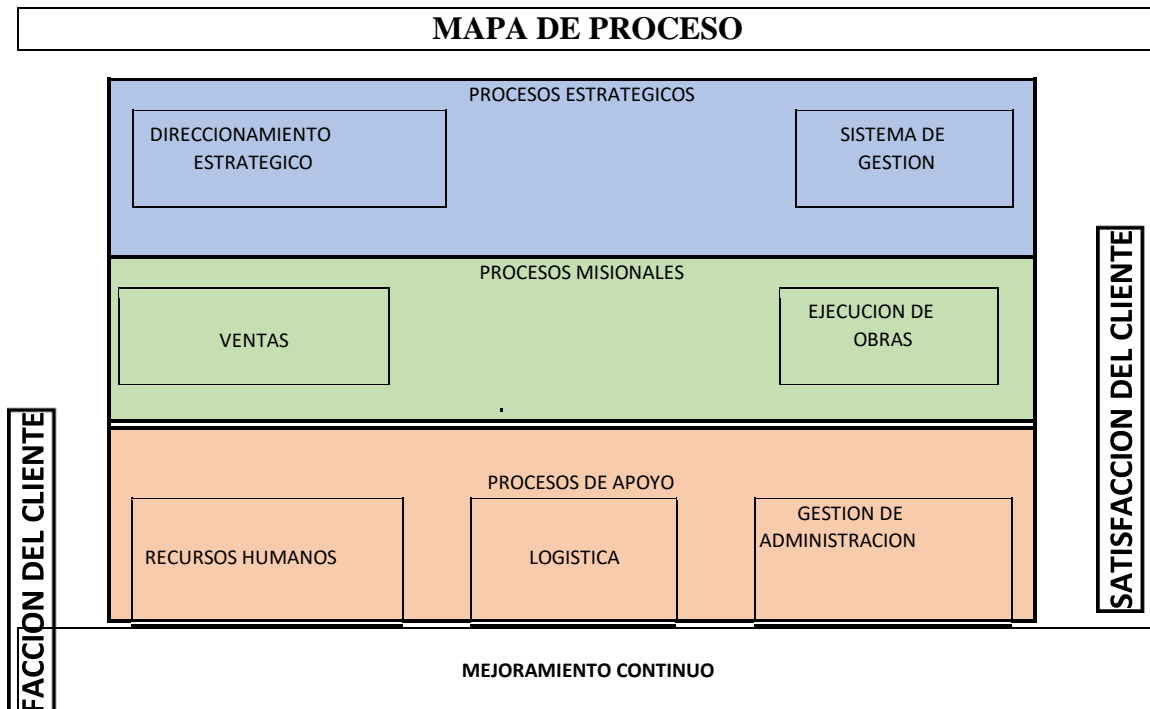 MAPA DE PROCESO
PROCESOS ESTRATEGICOS
DIRECCIONAMIENTO
ESTRATEGICO
SISTEMA DE
GESTION
PROCESOS MISIONALES
VENTAS
EJECUCION DE
OBRAS
PROCESOS DE APOYO
RECURSOS HUMANOS
LOGISTICA
GESTION DE
ADMINISTRACION
FACCION DEL CLIENTE
SATISFACCION DEL CLIENTE
MEJORAMIENTO CONTINUO